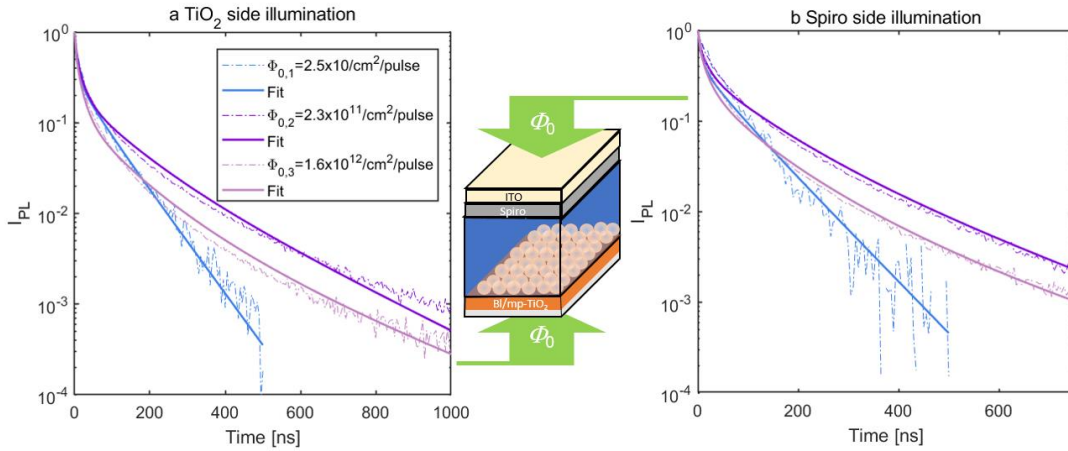 a TiO₂ side illumination
I_PL
10⁰
10⁻¹
10⁻²
10⁻³
10⁻⁴
Φ₀,₁=2.5x10/cm²/pulse
Fit
Φ₀,₂=2.3x10¹¹/cm²/pulse
Fit
Φ₀,₃=1.6x10¹²/cm²/pulse
Fit
0 200 400 600 800 1000
Time [ns]
Φ₀
ITO
Spiro
Bl/mp-TiO₂
Φ₀
b Spiro side illumination
I_PL
10⁰
10⁻¹
10⁻²
10⁻³
10⁻⁴
0 200 400 600
Time [ns]